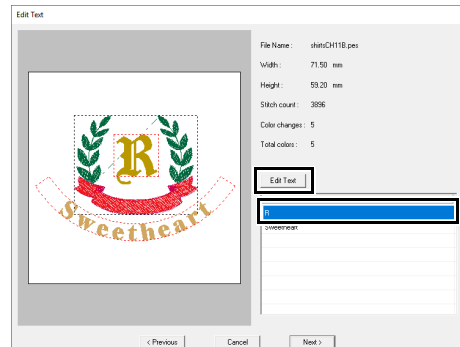 Edit Text
File Name : shirtsCH118.pes
Width : 71.50 mm
Height : 59.20 mm
Stitch count : 3896
Color changes : 5
Total colors : 5
R
Sweetheart
Edit Text
R
Sweetheart
< Previous Cancel Next >